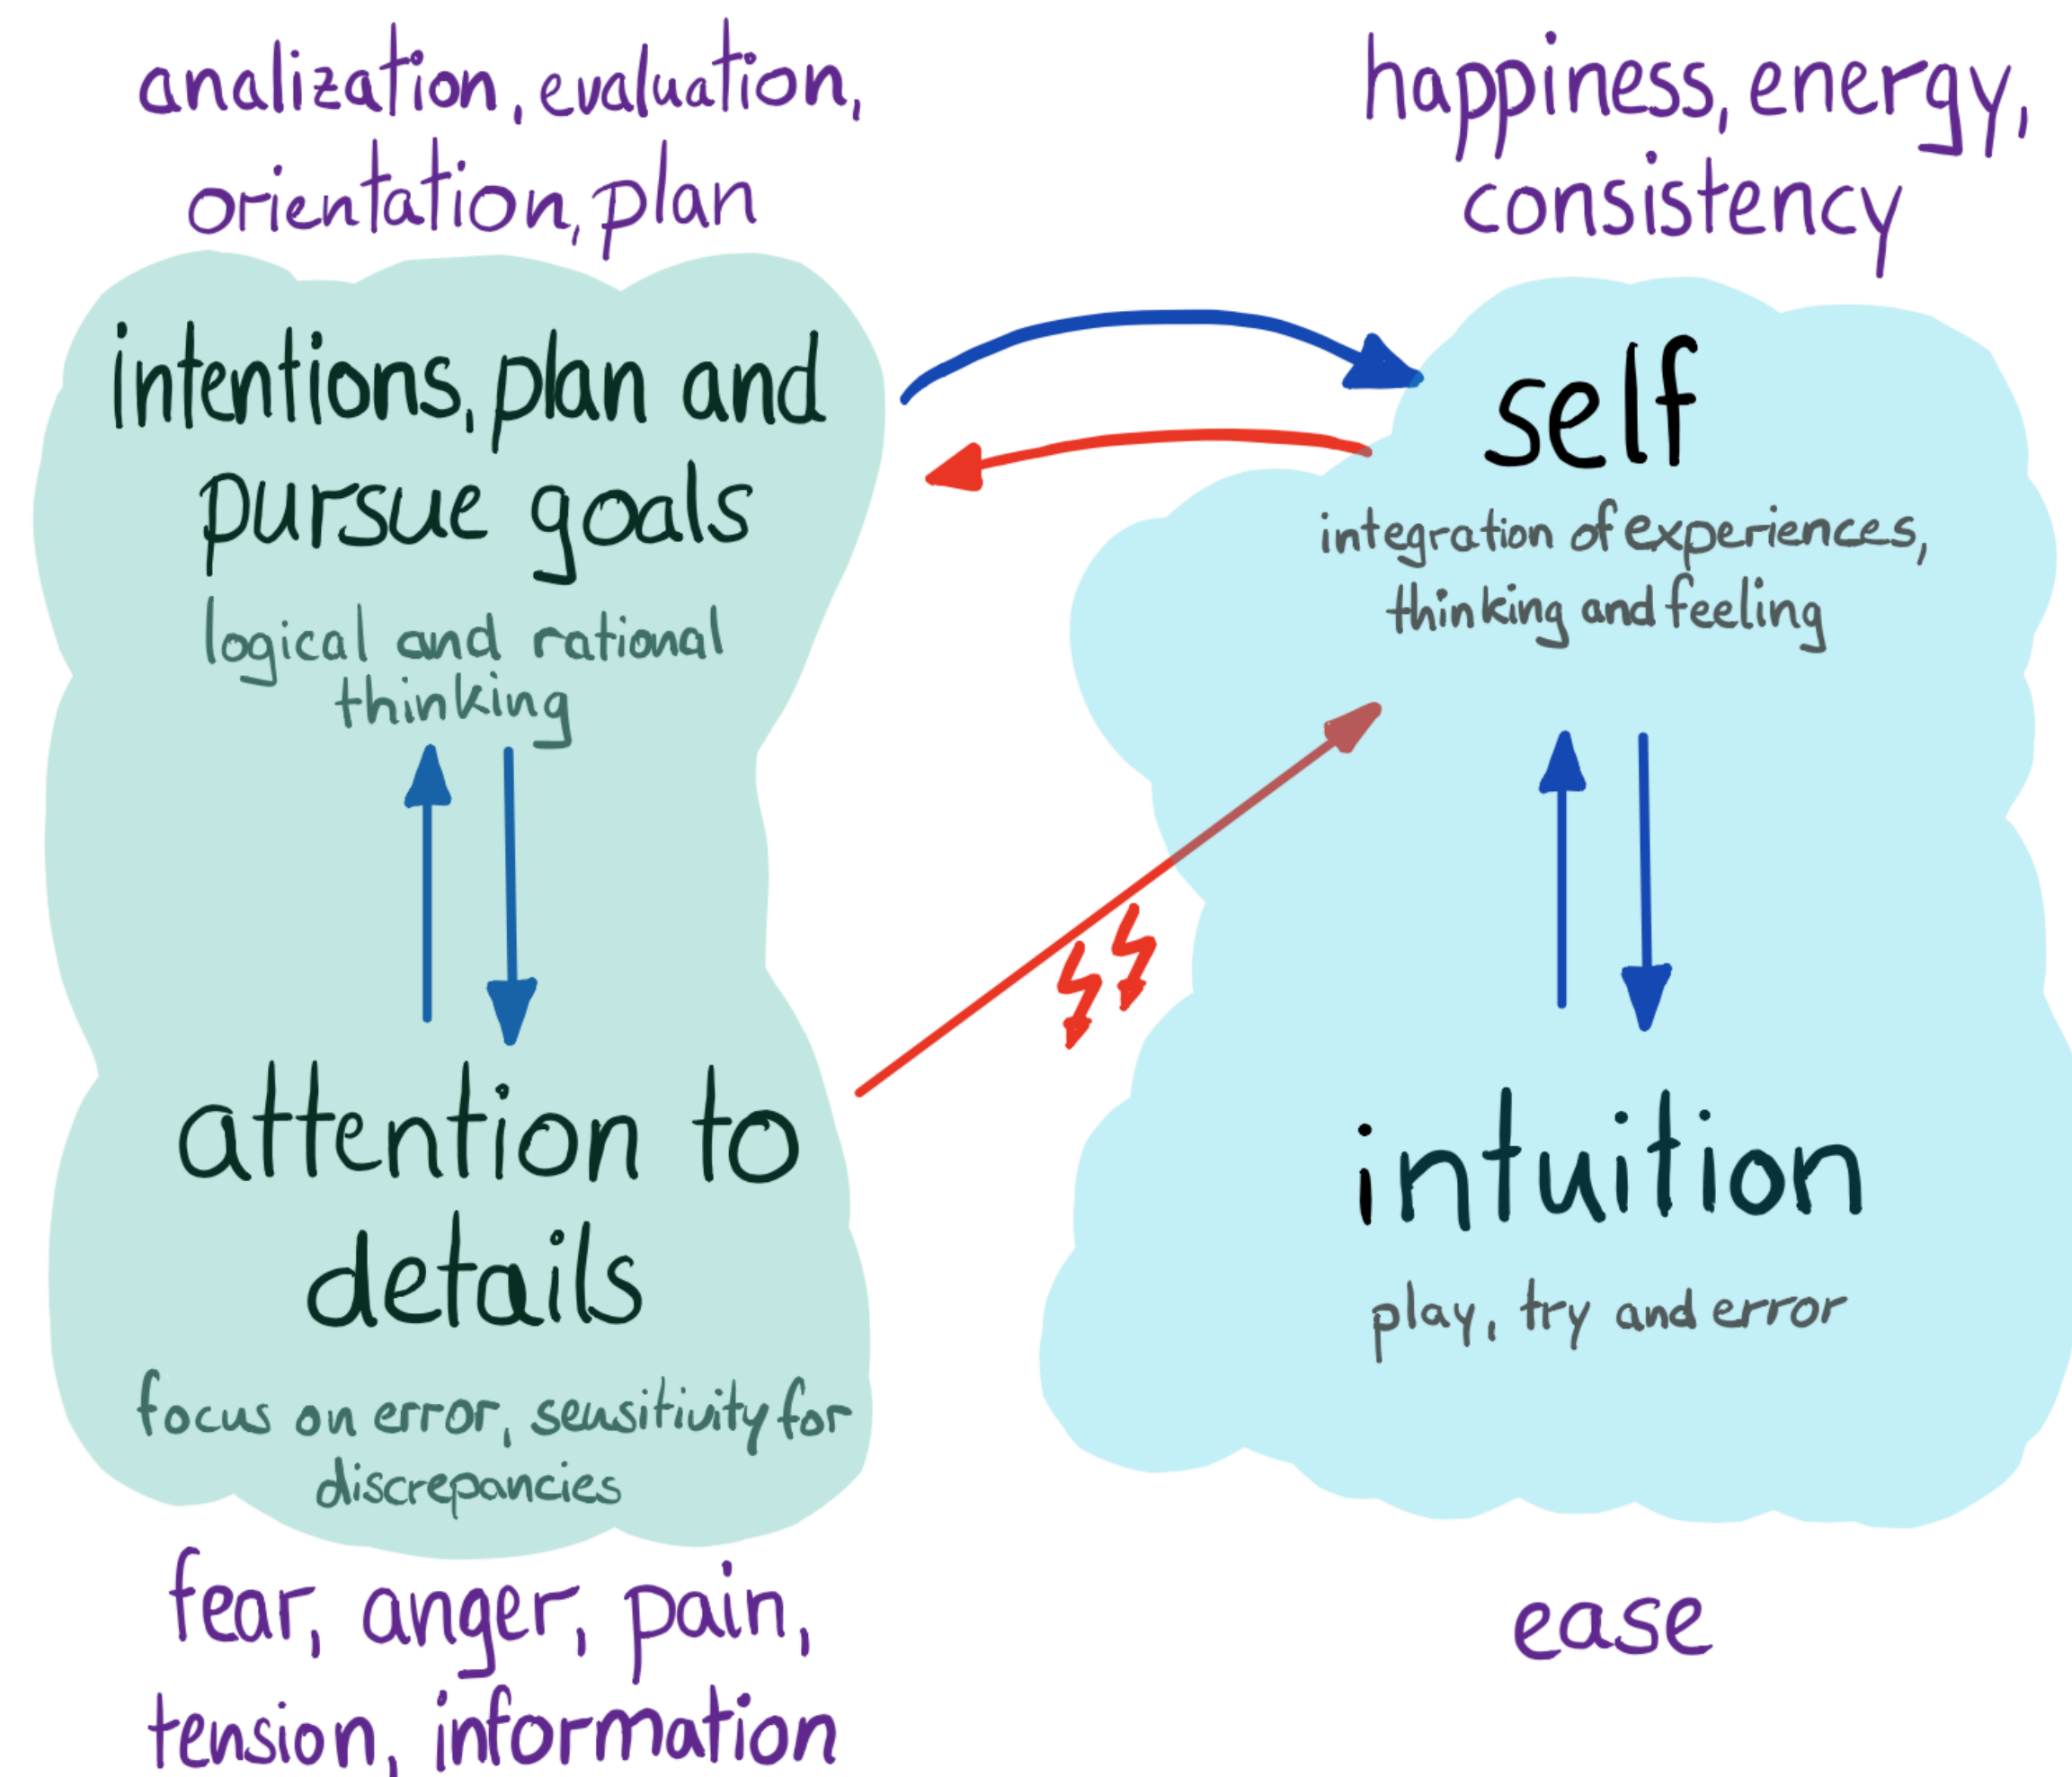 analization, evaluation,
orientation, plan
intentions, plan and
pursue goals
logical and rational
thinking
attention to
details
focus on error, sensitivity for
discrepancies
fear, anger, pain,
tension, information
happiness, energy,
consistency
self
integration of experiences,
thinking and feeling
intuition
play, try and error
ease